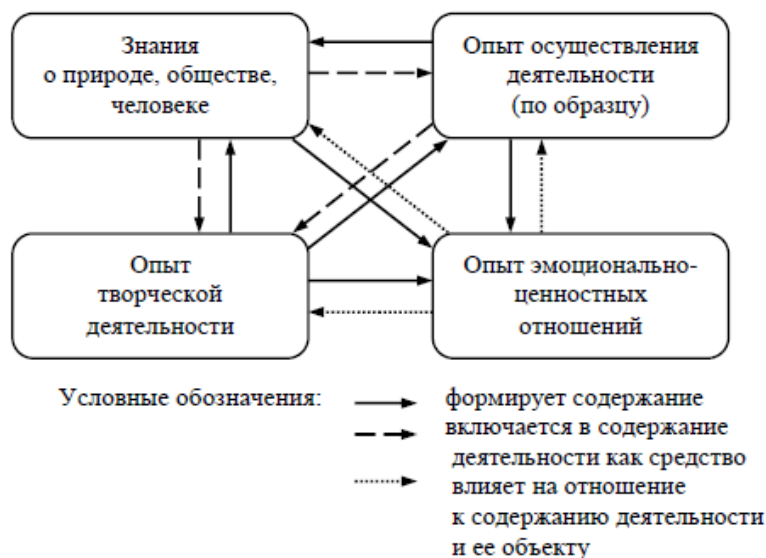 Знания
о природе, обществе,
человеке
Опыт осуществления
деятельности
(по образцу)
Опыт
творческой
деятельности
Опыт эмоционально-
ценностных
отношений
Условные обозначения:
формирует содержание
включается в содержание
деятельности как средство
влияет на отношение
к содержанию деятельности
и ее объекту